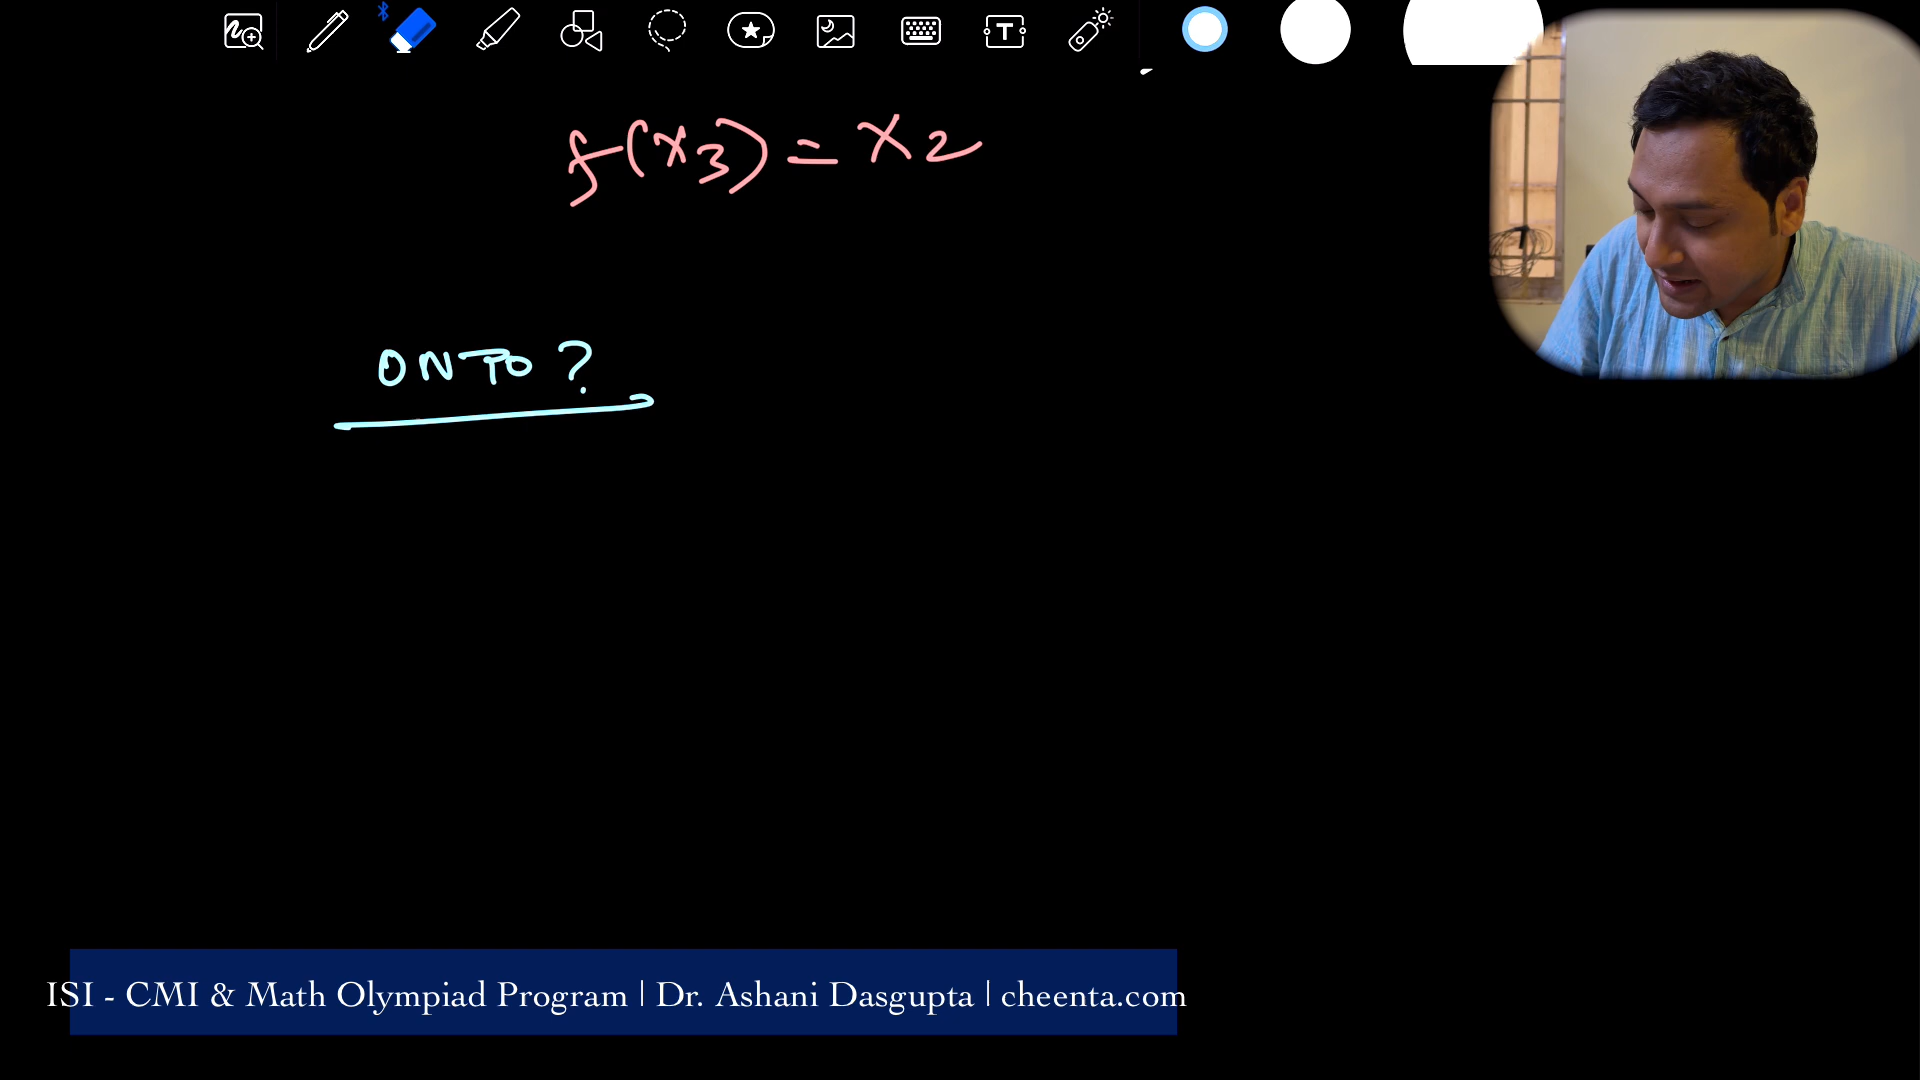 f(x3) = x2
ONTO ?
ISI - CMI & Math Olympiad Program | Dr. Ashani Dasgupta | cheenta.com